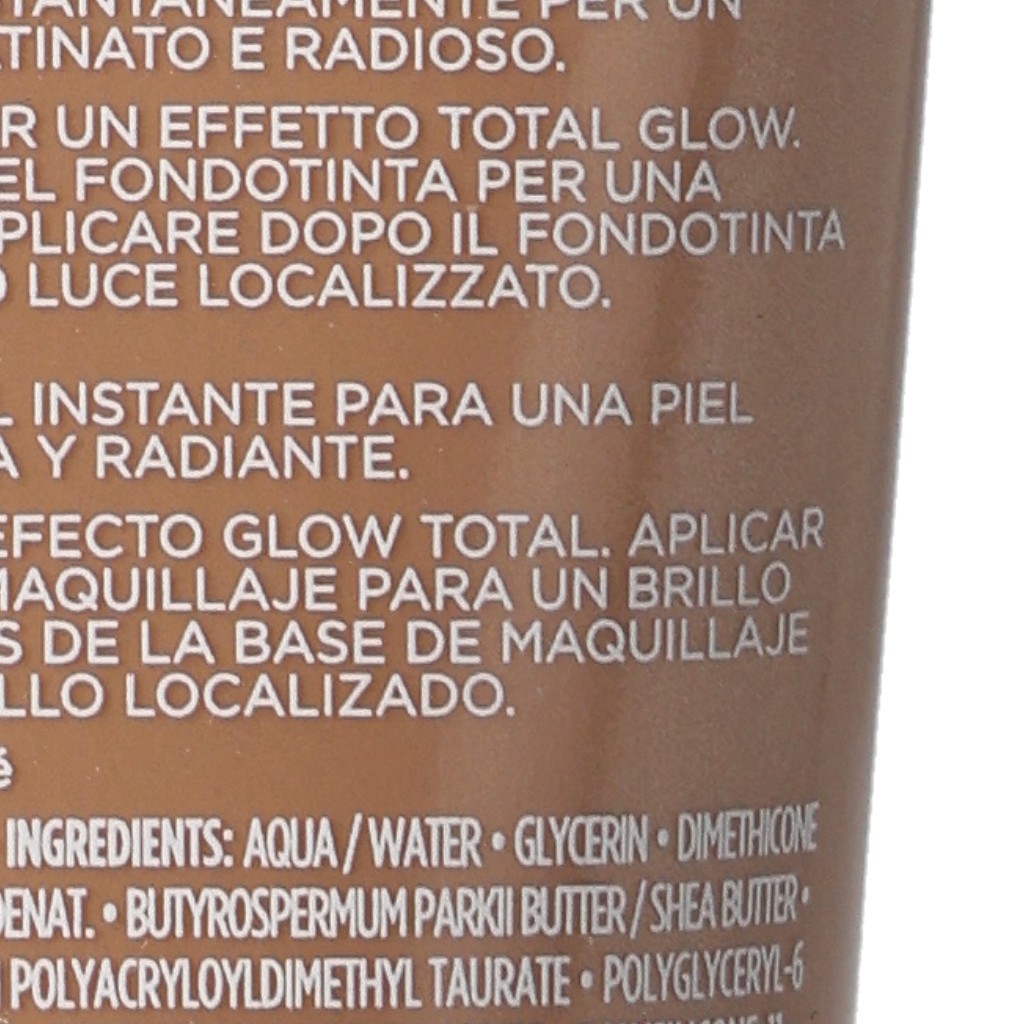 TANTANEAMENTE PER UN
TINATO E RADIOSO.
R UN EFFETTO TOTAL GLOW.
EL FONDOTINTA PER UNA
PLICARE DOPO IL FONDOTINTA
O LUCE LOCALIZZATO.
L INSTANTE PARA UNA PIEL
A Y RADIANTE.
EFECTO GLOW TOTAL. APLICAR
MAQUILLAJE PARA UN BRILLO
S DE LA BASE DE MAQUILLAJE
LLO LOCALIZADO.
é
INGREDIENTS: AQUA / WATER • GLYCERIN • DIMETHICONE
DENAT. • BUTYROSPERMUM PARKII BUTTER / SHEA BUTTER •
POLYACRYLOYLDIMETHYL TAURATE • POLYGLYCERYL-6